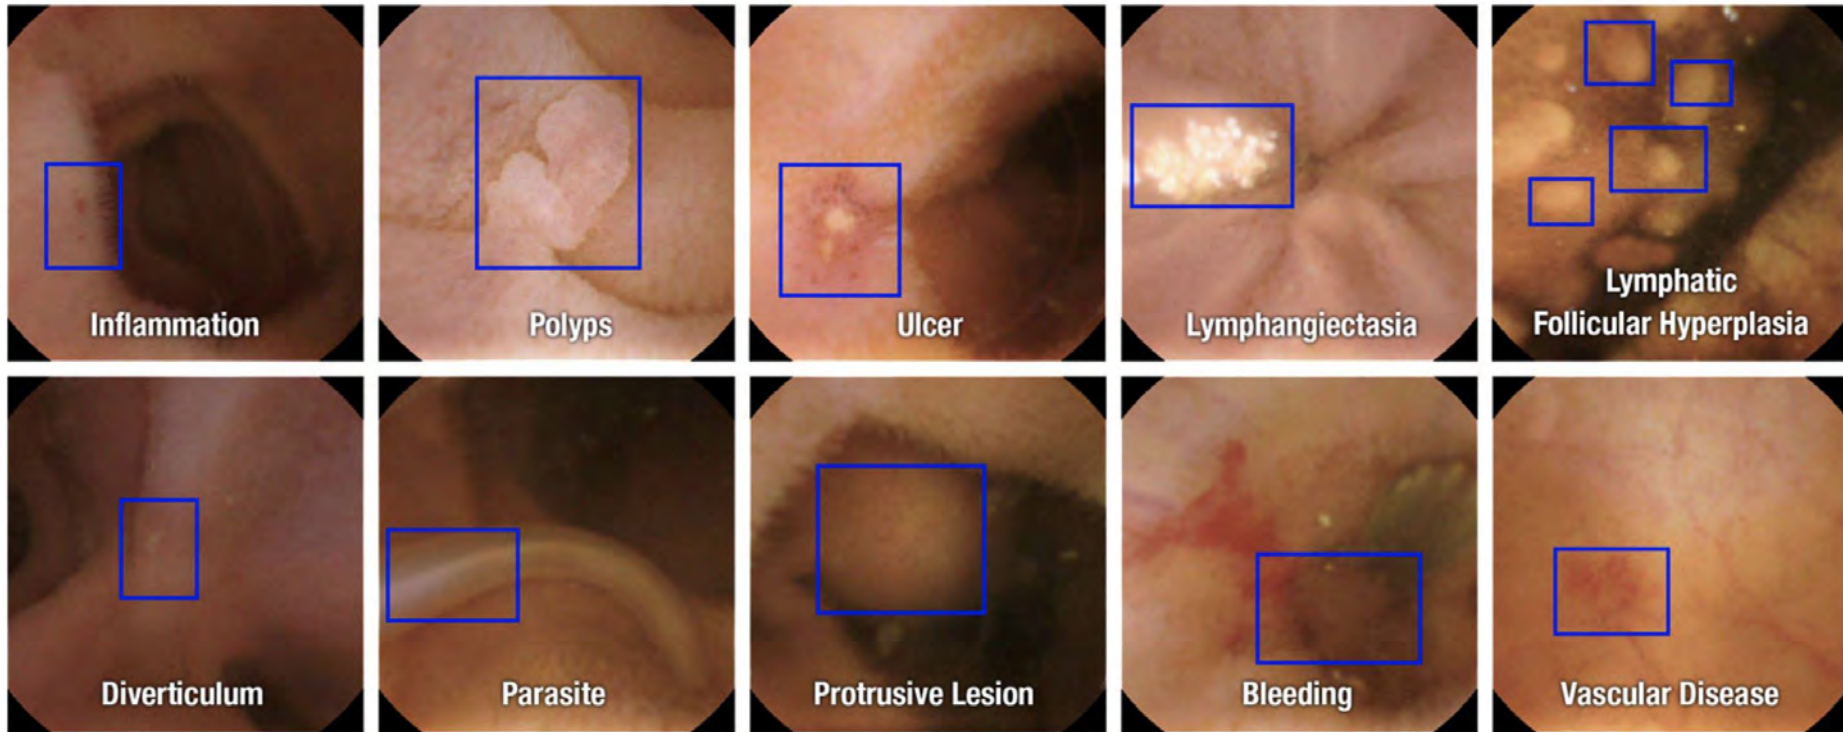 Inflammation
Polyps
Ulcer
Lymphangiectasia
Lymphatic
Follicular Hyperplasia
Diverticulum
Parasite
Protrusive Lesion
Bleeding
Vascular Disease